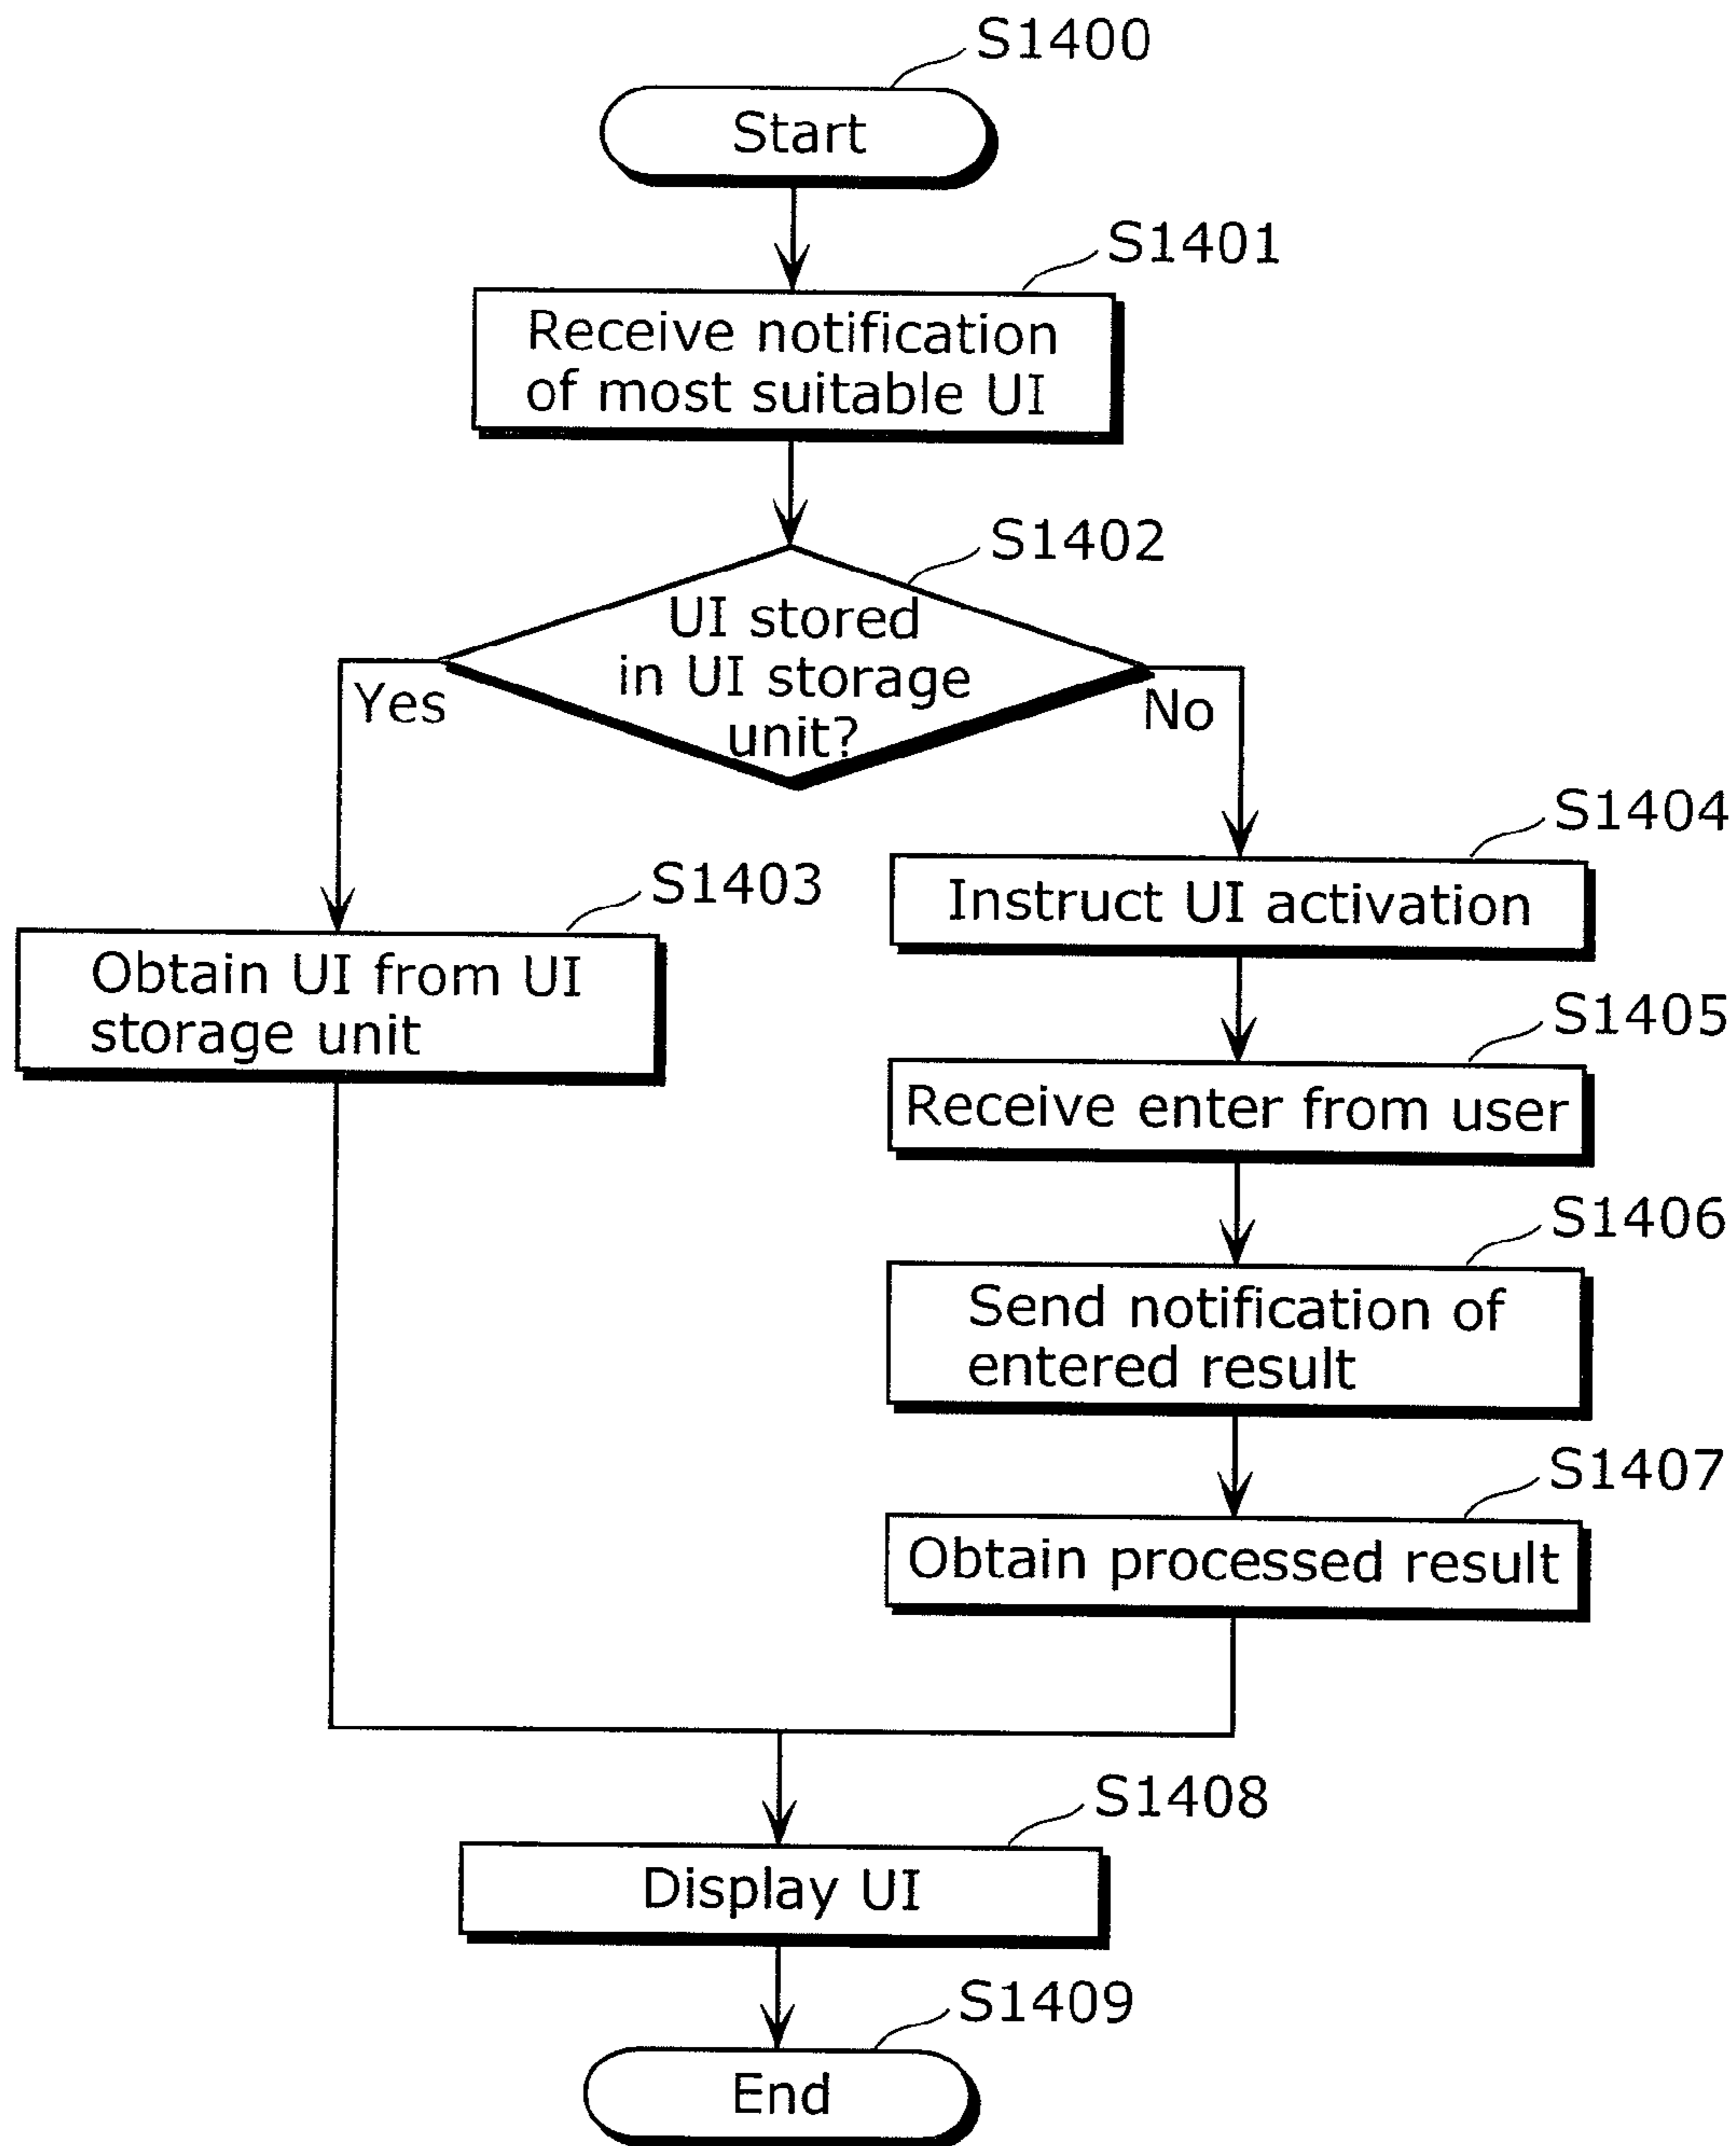 S1400
Start
S1401
Receive notification
of most suitable UI
S1402
UI stored
in UI storage
unit?
Yes
No
S1403
Obtain UI from UI
storage unit
S1404
Instruct UI activation
S1405
Receive enter from user
S1406
Send notification of
entered result
S1407
Obtain processed result
S1408
Display UI
S1409
End